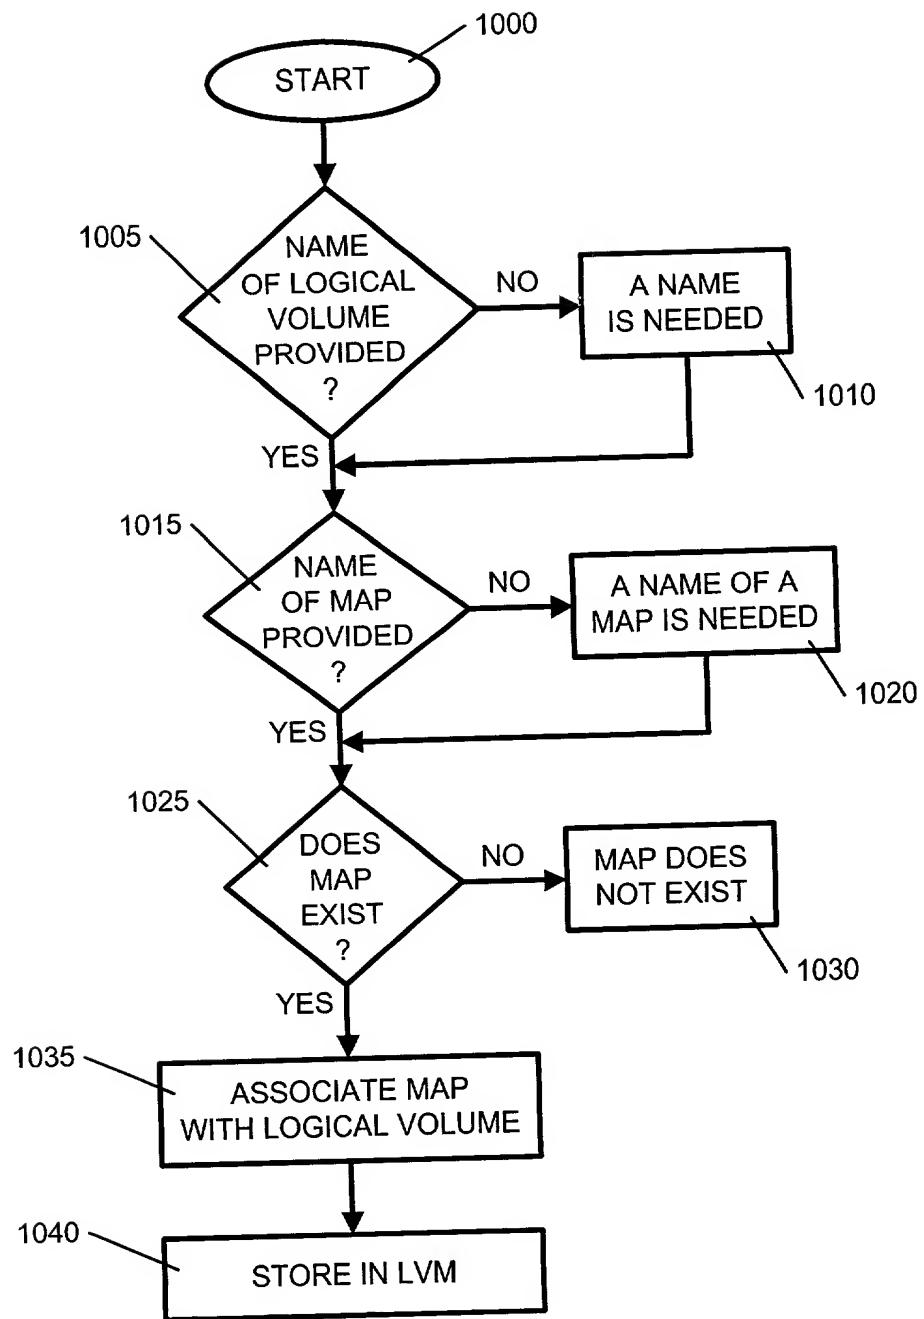 1000
START
1005
NAME
OF LOGICAL
VOLUME
PROVIDED
?
NO
A NAME
IS NEEDED
1010
YES
1015
NAME
OF MAP
PROVIDED
?
NO
A NAME OF A
MAP IS NEEDED
1020
YES
1025
DOES
MAP
EXIST
?
NO
MAP DOES
NOT EXIST
1030
YES
1035
ASSOCIATE MAP
WITH LOGICAL VOLUME
1040
STORE IN LVM